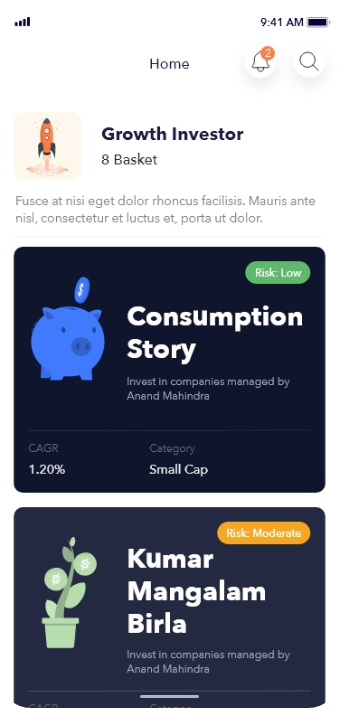 9:41 AM
Home
2
Growth Investor
8 Basket
Fusce at nisi eget dolor rhoncus facilisis. Mauris ante
nisl, consectetur et luctus et, porta ut dolor.
Risk: Low
Consumption
Story
Invest in companies managed by
Anand Mahindra
CAGR
Category
1.20%
Small Cap
Risk: Moderate
Kumar
Mangalam
Birla
Invest in companies managed by
Anand Mahindra
CAGR
Category